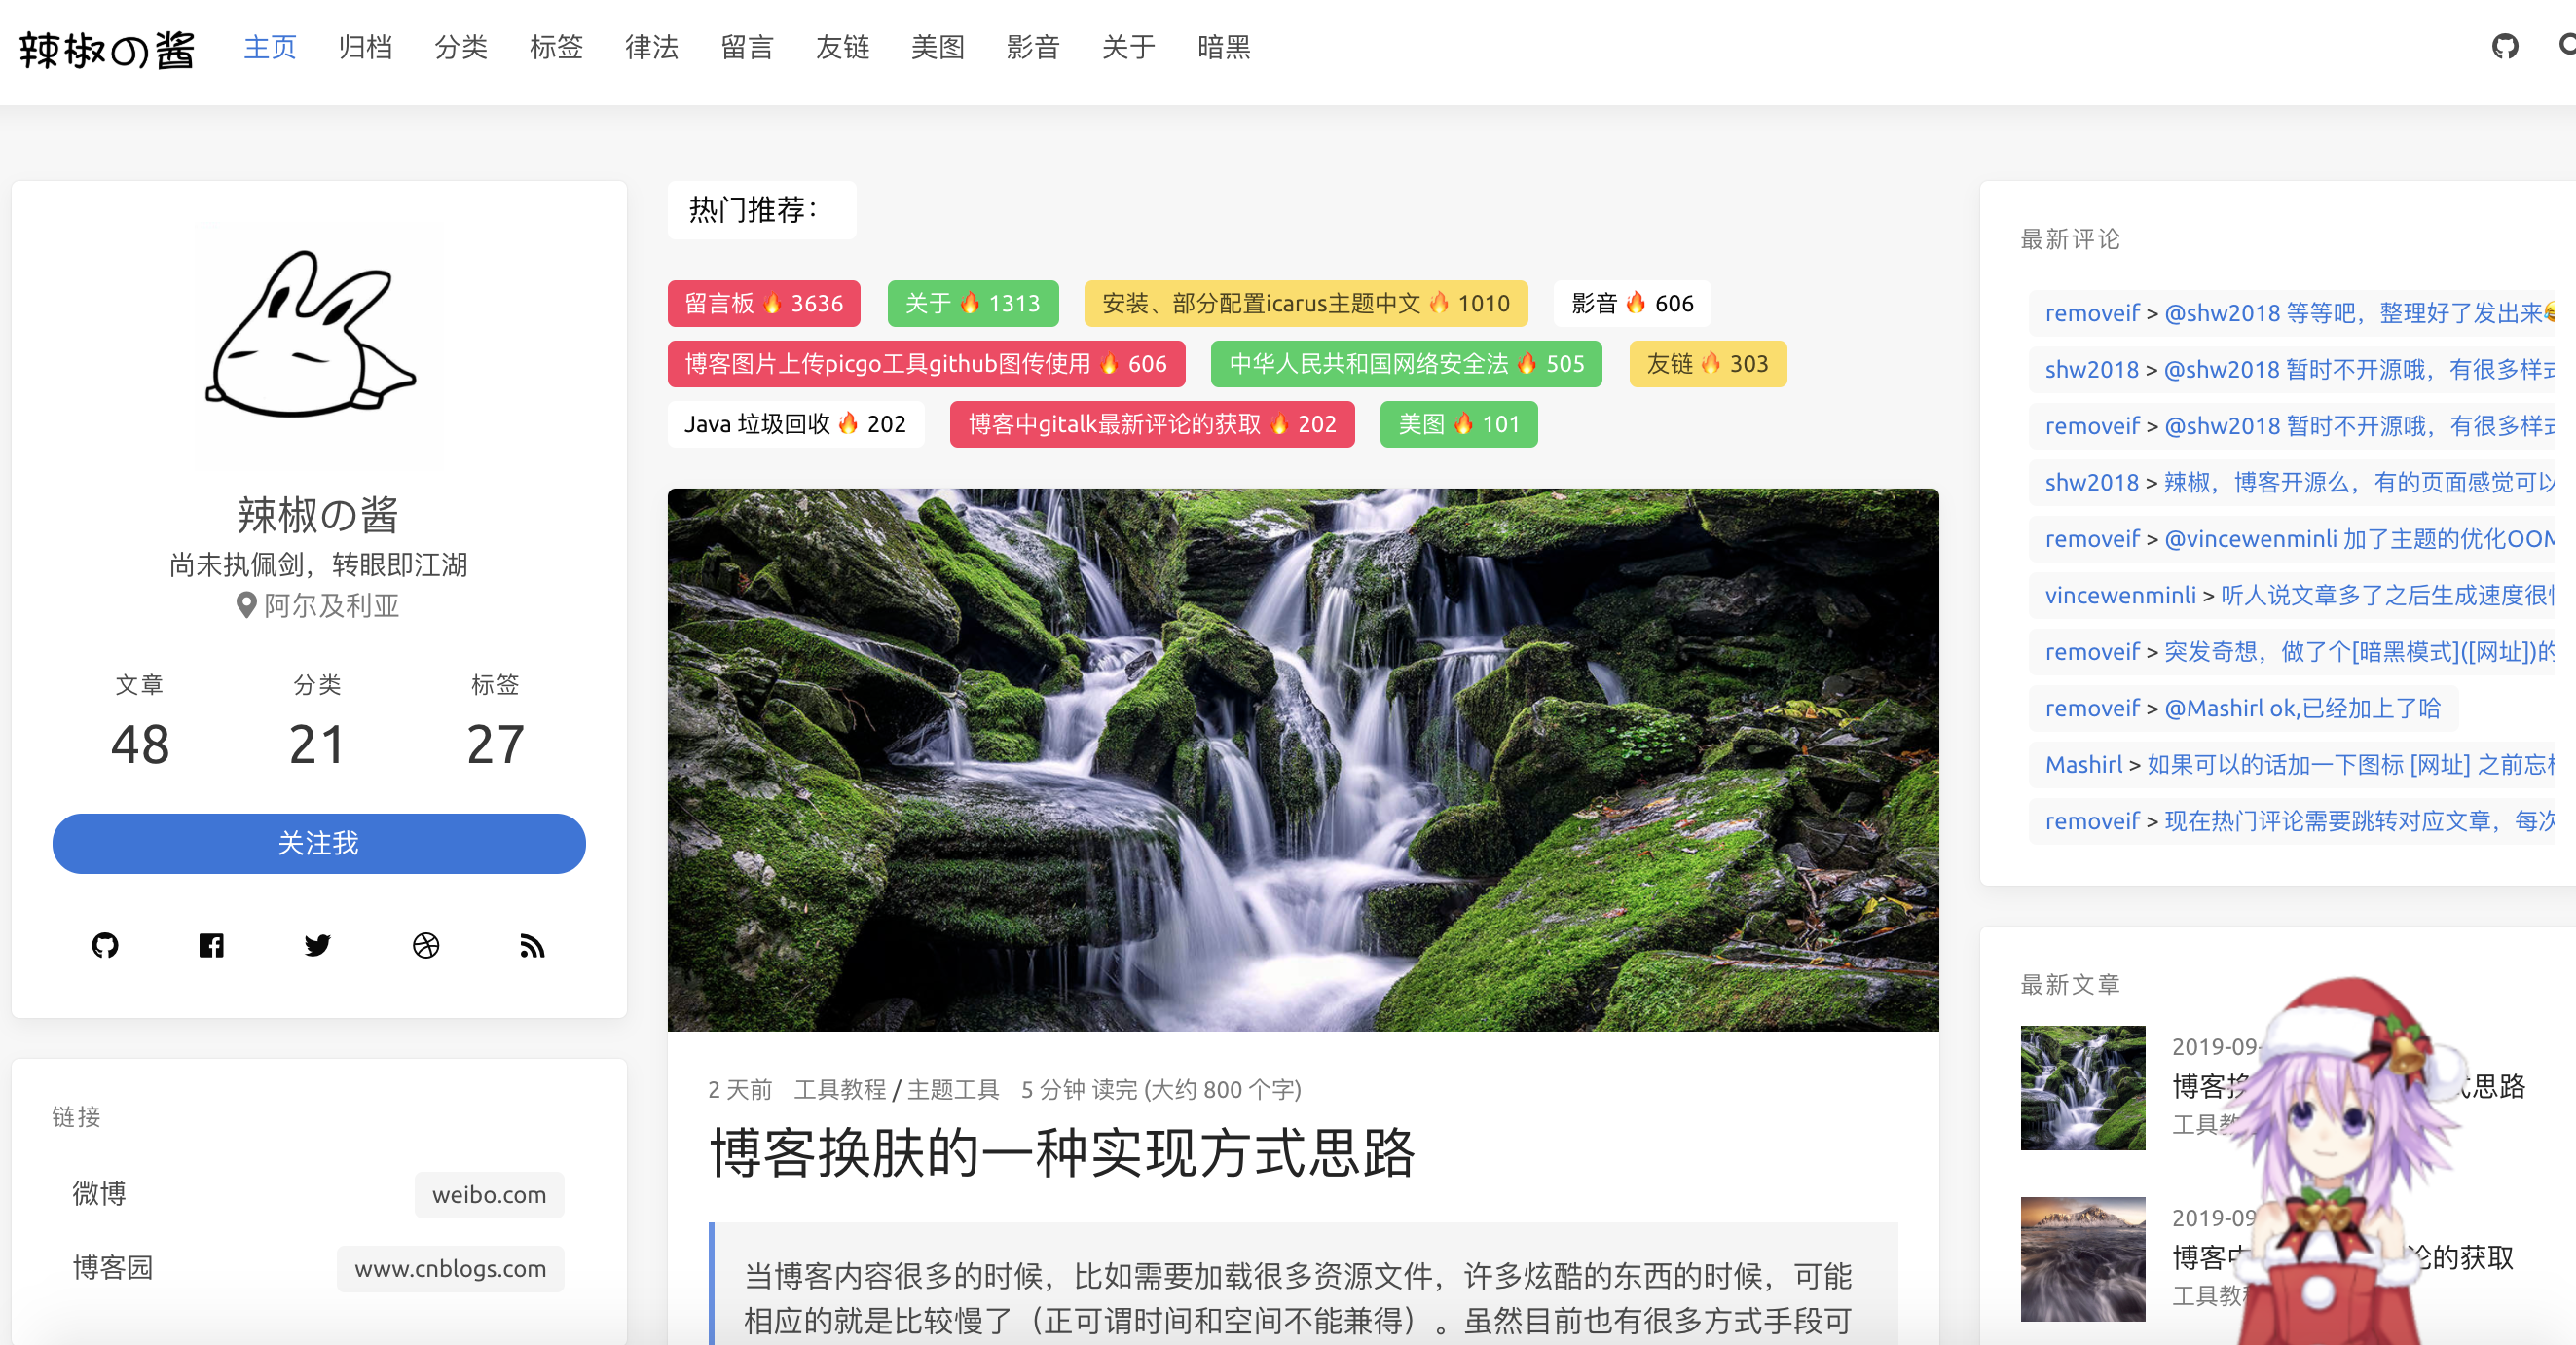 辣椒の酱 主页 归档 分类 标签 律法 留言 友链 美图 影音 关于 暗黑
辣椒の酱
尚未执佩剑，转眼即江湖
阿尔及利亚
文章 分类 标签
48 21 27
关注我
链接
微博 weibo.com
博客园 www.cnblogs.com
热门推荐：
留言板🔥 3636 关于🔥 1313 安装、部分配置icarus主题中文🔥 1010 影音🔥 606
博客图片上传picgo工具github图传使用🔥 606 中华人民共和国网络安全法🔥 505 友链🔥 303
Java 垃圾回收🔥 202 博客中gitalk最新评论的获取🔥 202 美图🔥 101
2 天前 工具教程 / 主题工具 5 分钟 读完 (大约 800 个字)
博客换肤的一种实现方式思路
当博客内容很多的时候，比如需要加载很多资源文件，许多炫酷的东西的时候，可能
相应的就是比较慢了（正可谓时间和空间不能兼得）。虽然目前也有很多方式手段可
最新评论
removeif > @shw2018 等等吧，整理好了发出来
shw2018 > @shw2018 暂时不开源哦，有很多样
removeif > @shw2018 暂时不开源哦，有很多样
shw2018 > 辣椒，博客开源么，有的页面感觉可以
removeif > @vincewenminli 加了主题的优化OOM
vincewenminli > 听人说文章多了之后生成速度很
removeif > 突发奇想，做了个[暗黑模式]([网址])的
removeif > @Mashirl ok,已经加上了哈
Mashirl > 如果可以的话加一下图标 [网址] 之前忘
removeif > 现在热门评论需要跳转对应文章，每次
最新文章
2019-09-
博客换 式思路
工具教
2019-09
博客中 论的获取
工具教